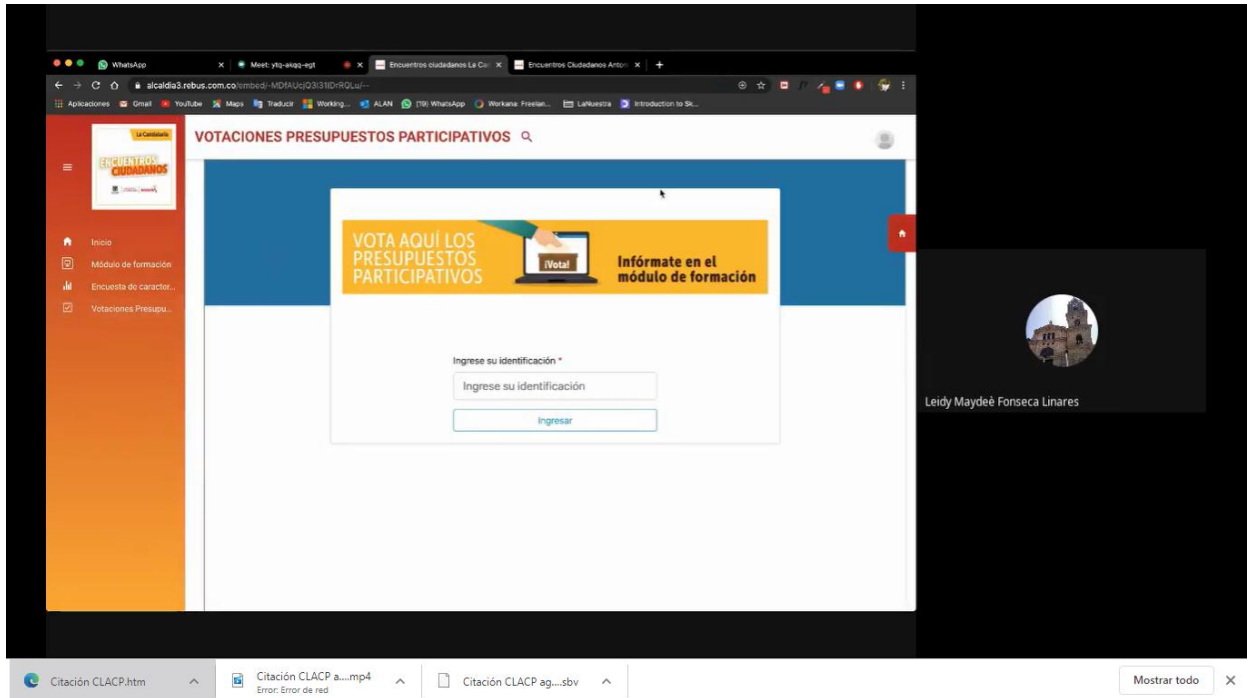 WhatsApp
Meet: ytq-akqq-egt
Encuentros ciudadanos La Can
Encuentros Ciudadanos Anton
alcaldia3.rebus.com.co
Aplicaciones Gmail YouTube Maps Traducir Working... ALAN (19) WhatsApp Workana: Freelan... LaNuestra Introduction to Sk...
La Candelaria
ENCUENTROS
CIUDADANOS
VOTACIONES PRESUPUESTOS PARTICIPATIVOS
Inicio
Módulo de formación
Encuesta de caracter...
Votaciones Presupu...
VOTA AQUÍ LOS
PRESUPUESTOS
PARTICIPATIVOS
¡Vota!
Infórmate en el
módulo de formación
Ingrese su identificación *
Ingrese su identificación
Ingresar
Leidy Maydeè Fonseca Linares
Citación CLACP.htm
Citación CLACP a....mp4
Error: Error de red
Citación CLACP ag....sbv
Mostrar todo